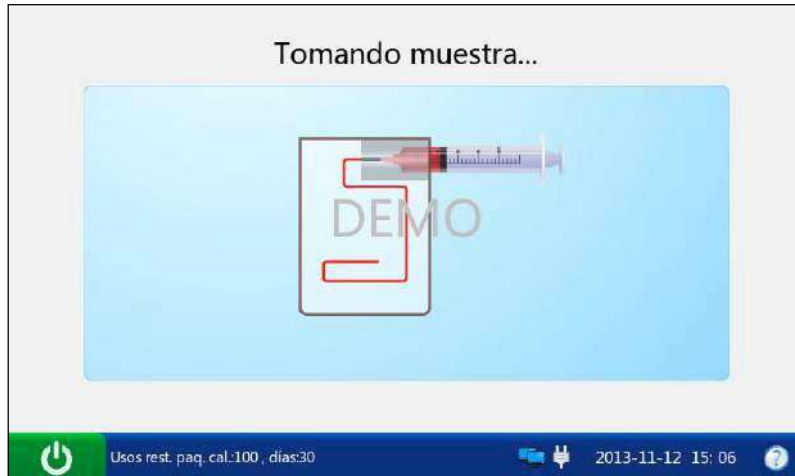 Tomando muestra...
DEMO
Usos rest. paq. cal.:100 , días:30
2013-11-12 15: 06
?